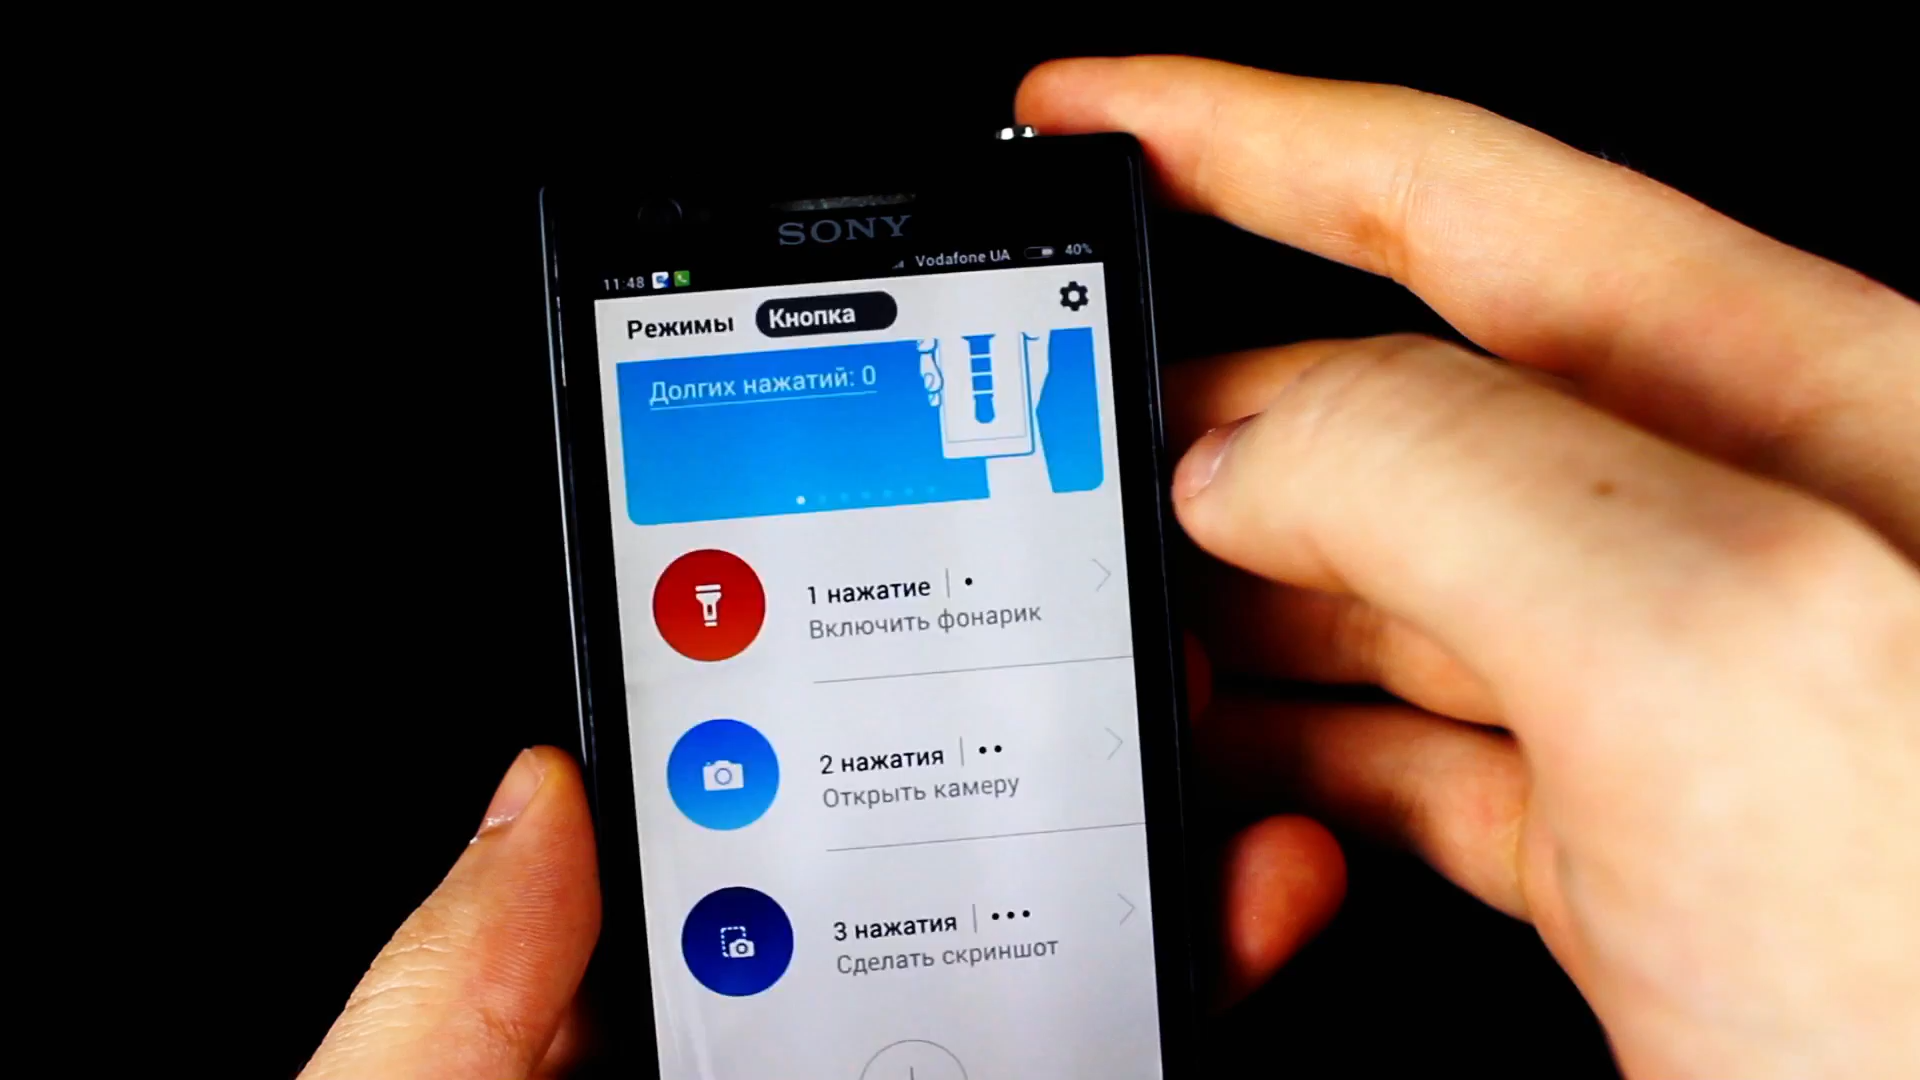 SONY
11:48 Vodafone UA 40%
Режимы Кнопка
Долгих нажатий: 0
1 нажатие | •
Включить фонарик
2 нажатия | ••
Открыть камеру
3 нажатия | •••
Сделать скриншот